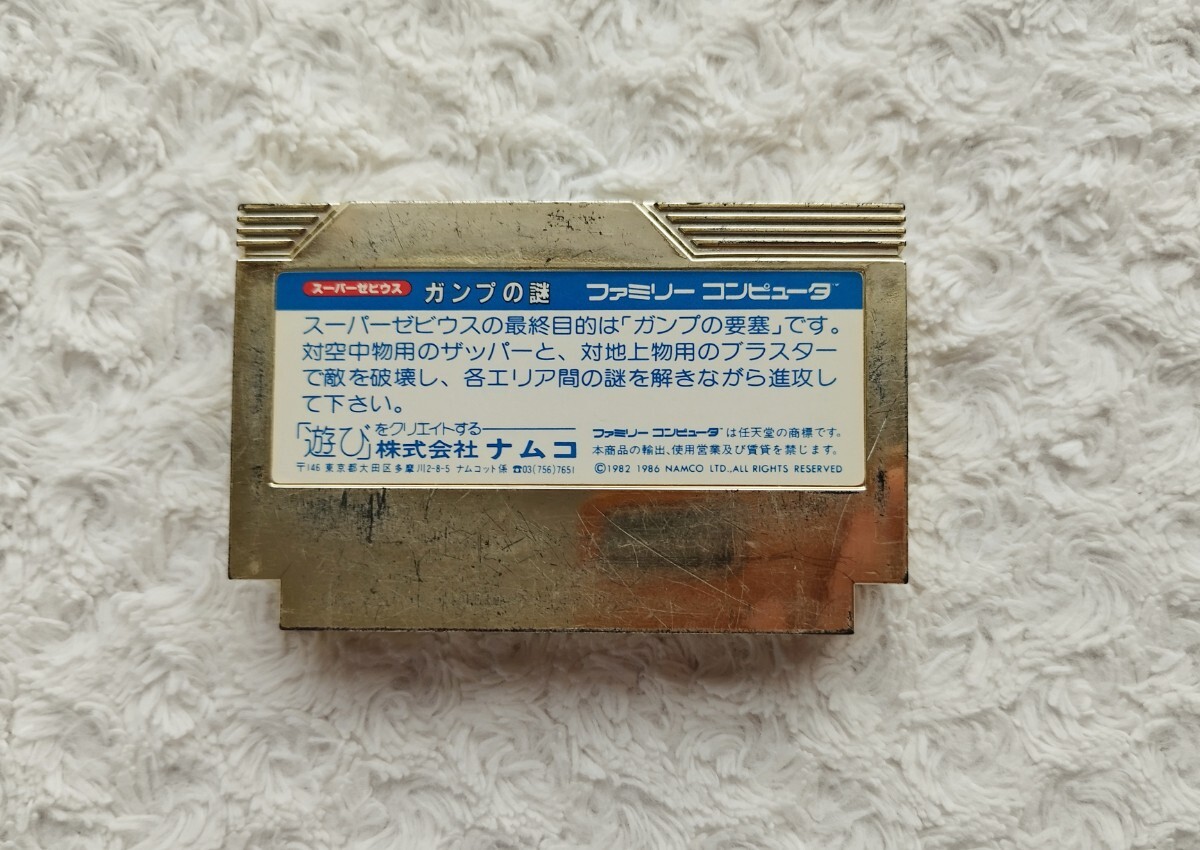 スーパーゼビウス ガンプの謎 ファミリー コンピュータ™
スーパーゼビウスの最終目的は「ガンプの要塞」です。
対空中物用のザッパーと、対地上物用のブラスター
で敵を破壊し、各エリア間の謎を解きながら進攻し
て下さい。
「遊び」をクリエイトする
株式会社 ナムコ
〒146 東京都大田区多摩川2-8-5 ナムコット係 ☎03(756)7651
ファミリー コンピュータ™は任天堂の商標です。
本商品の輸出、使用営業及び賃貸を禁じます。
©1982 1986 NAMCO LTD., ALL RIGHTS RESERVED